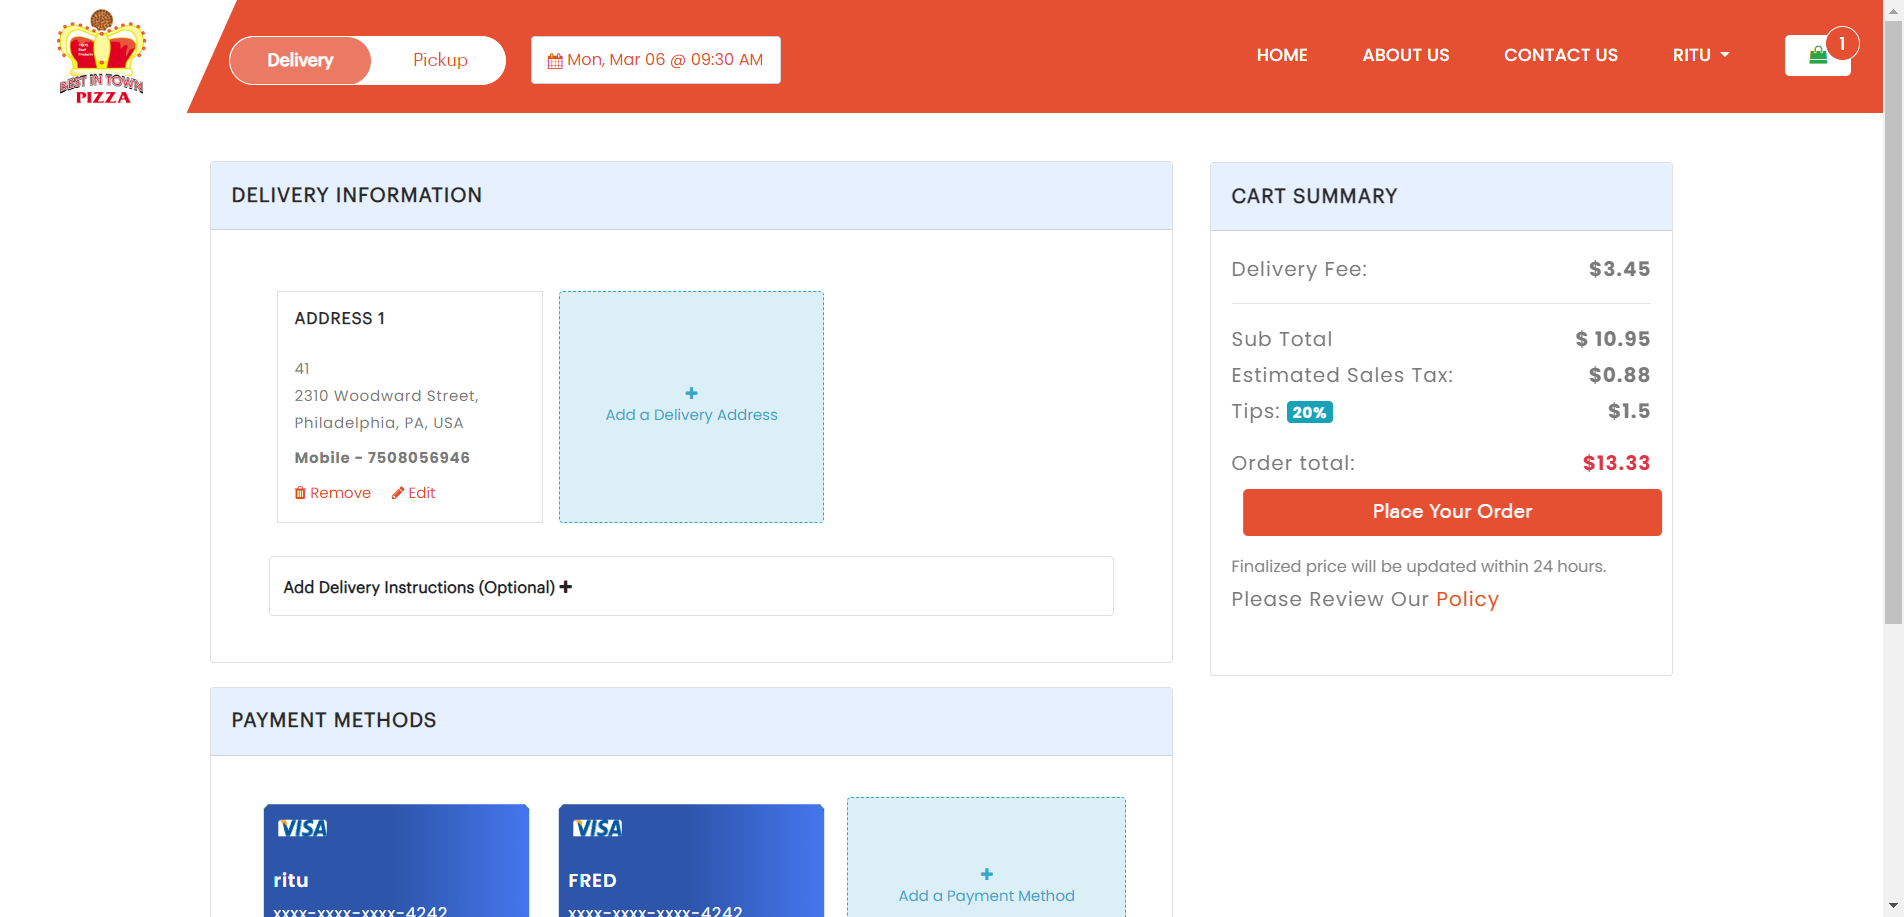 BEST IN TOWN
PIZZA
Delivery
Pickup
Mon, Mar 06 @ 09:30 AM
HOME
ABOUT US
CONTACT US
RITU
1
DELIVERY INFORMATION
ADDRESS 1
41
2310 Woodward Street,
Philadelphia, PA, USA
Mobile - 7508056946
Remove
Edit
Add a Delivery Address
Add Delivery Instructions (Optional)
CART SUMMARY
Delivery Fee: $3.45
Sub Total $ 10.95
Estimated Sales Tax: $0.88
Tips: 20% $1.5
Order total: $13.33
Place Your Order
Finalized price will be updated within 24 hours.
Please Review Our Policy
PAYMENT METHODS
VISA
ritu
xxxx-xxxx-xxxx-4242
VISA
FRED
xxxx-xxxx-xxxx-4242
Add a Payment Method